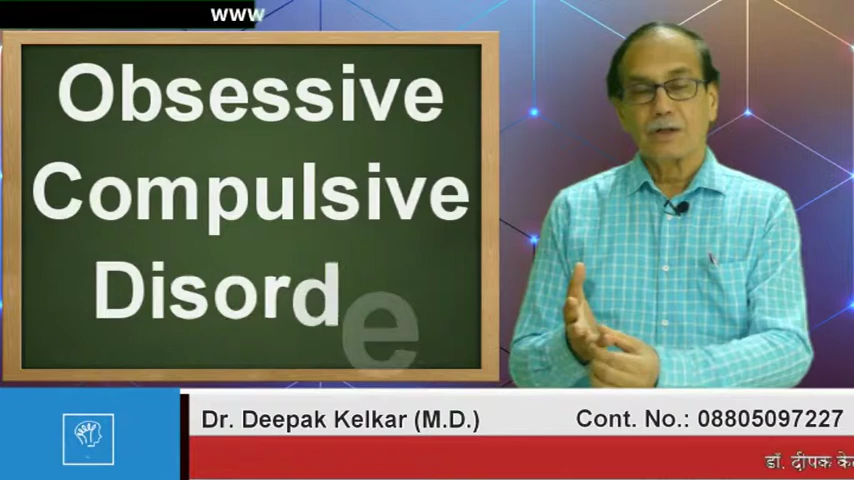 www
Obsessive
Compulsive
Disorde
Dr. Deepak Kelkar (M.D.)
Cont. No.: 08805097227
डॉ. दीपक